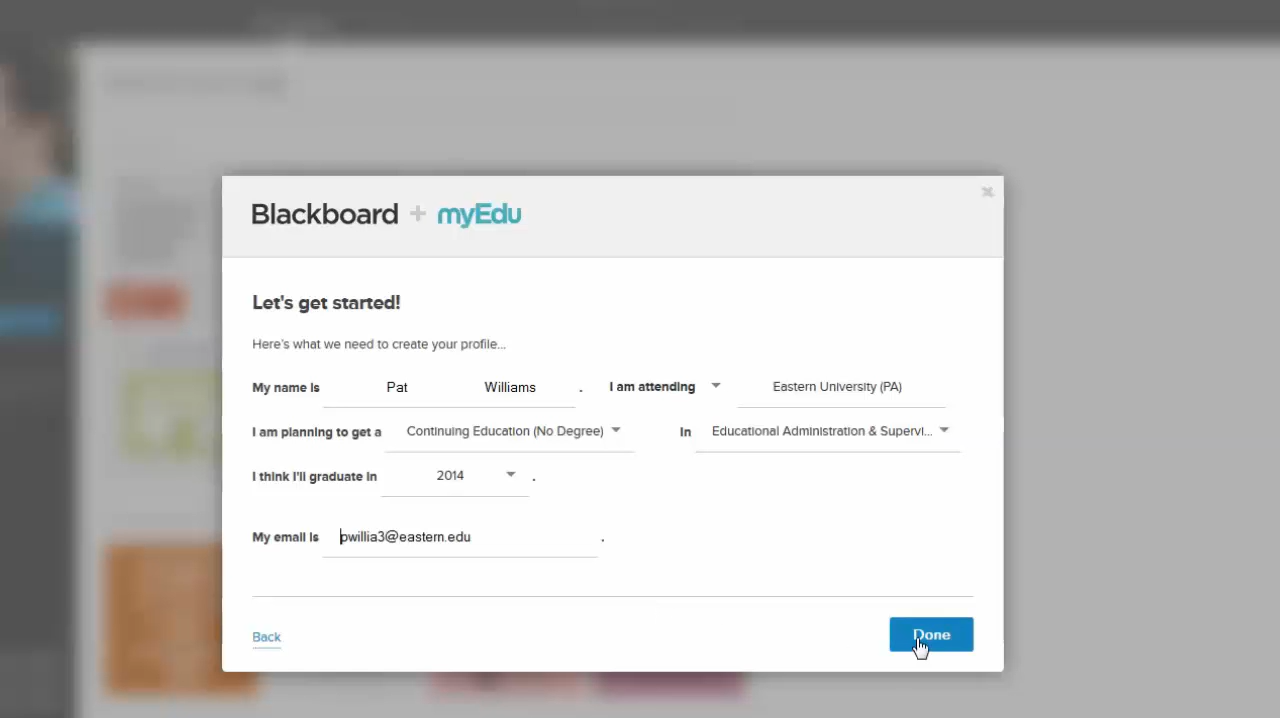 Blackboard + myEdu
Let's get started!
Here's what we need to create your profile...
My name is Pat Williams . I am attending Eastern University (PA)
I am planning to get a Continuing Education (No Degree) In Educational Administration & Supervi...
I think I'll graduate in 2014 .
My email is pwillia3@eastern.edu .
Back Done